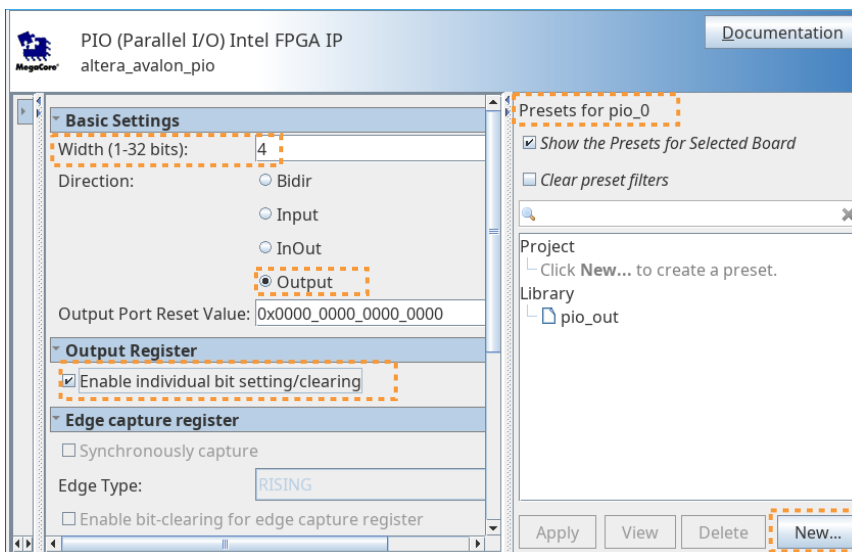 PIO (Parallel I/O) Intel FPGA IP
altera_avalon_pio
MegaCore'
Documentation
Basic Settings
Width (1-32 bits):
4
Direction:
Bidir
Input
InOut
Output
Output Port Reset Value:
0x0000_0000_0000_0000
Output Register
Enable individual bit setting/clearing
Edge capture register
Synchronously capture
Edge Type:
RISING
Enable bit-clearing for edge capture register
Presets for pio_0
Show the Presets for Selected Board
Clear preset filters
Project
Click New... to create a preset.
Library
pio_out
Apply
View
Delete
New...